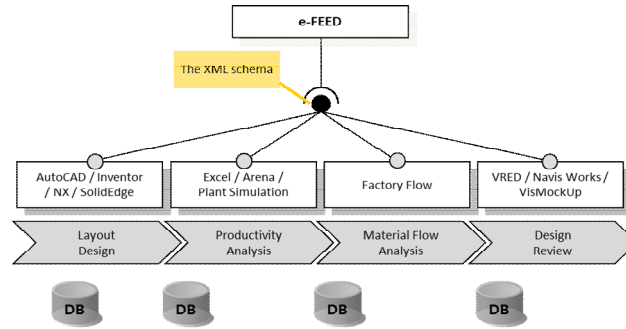 e-FEED
The XML schema
AutoCAD / Inventor
/ NX / SolidEdge
Excel / Arena /
Plant Simulation
Factory Flow
VRED / Navis Works /
VisMockUp
Layout
Design
Productivity
Analysis
Material Flow
Analysis
Design
Review
DB
DB
DB
DB